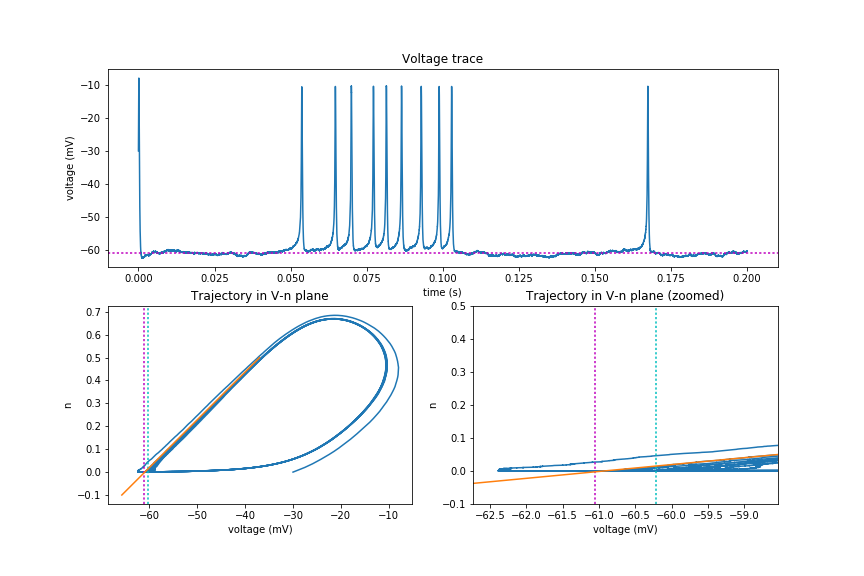 Voltage trace
voltage (mV)
−10
−20
−30
−40
−50
−60
0.000 0.025 0.050 0.075 0.100 0.125 0.150 0.175 0.200
time (s)
Trajectory in V-n plane
n
0.7
0.6
0.5
0.4
0.3
0.2
0.1
0.0
−0.1
−60 −50 −40 −30 −20 −10
voltage (mV)
Trajectory in V-n plane (zoomed)
n
0.5
0.4
0.3
0.2
0.1
0.0
−0.1
−62.5 −62.0 −61.5 −61.0 −60.5 −60.0 −59.5 −59.0
voltage (mV)